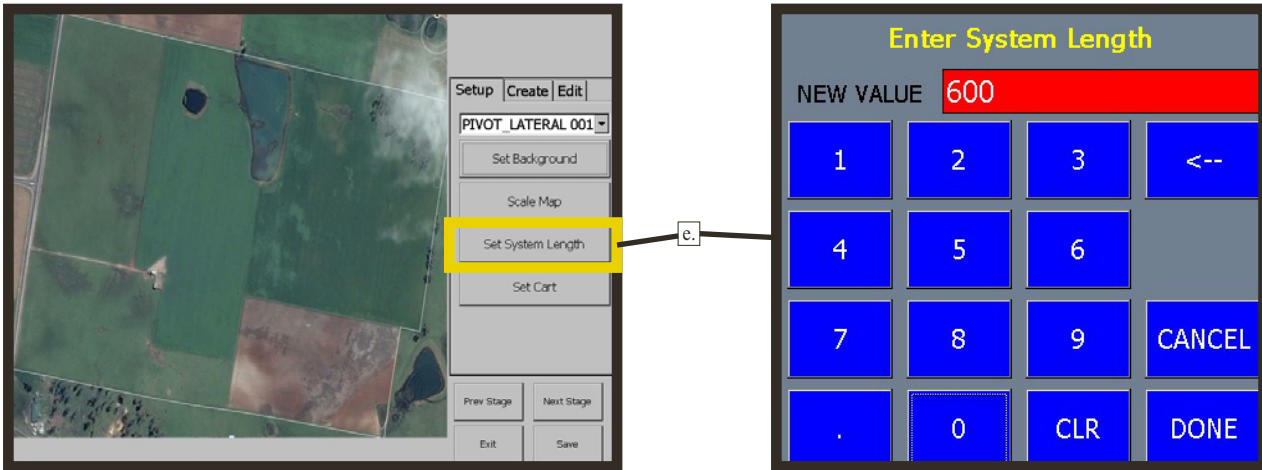 Setup Create Edit
PIVOT_LATERAL 001
Set Background
Scale Map
Set System Length
Set Cart
Prev Stage Next Stage
Exit Save
e.
Enter System Length
NEW VALUE 600
1 2 3 <--
4 5 6
7 8 9 CANCEL
. 0 CLR DONE